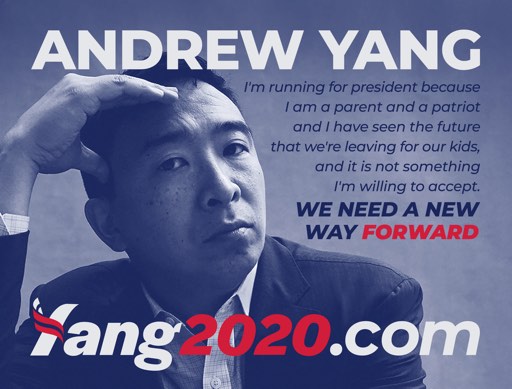 ANDREW YANG
I'm running for president because
I am a parent and a patriot
and I have seen the future
that we're leaving for our kids,
and it is not something
I'm willing to accept.
WE NEED A NEW
WAY FORWARD
Yang2020.com